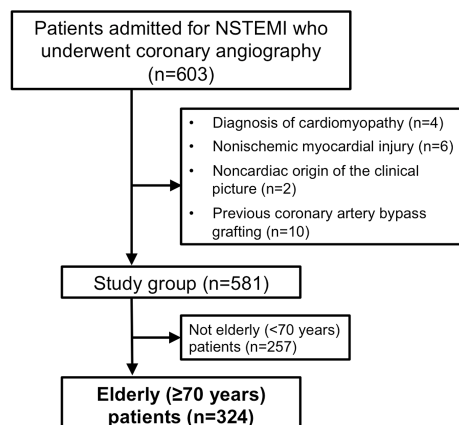 Patients admitted for NSTEMI who
underwent coronary angiography
(n=603)
• Diagnosis of cardiomyopathy (n=4)
• Nonischemic myocardial injury (n=6)
• Noncardiac origin of the clinical
picture (n=2)
• Previous coronary artery bypass
grafting (n=10)
Study group (n=581)
Not elderly (<70 years)
patients (n=257)
Elderly (≥70 years)
patients (n=324)